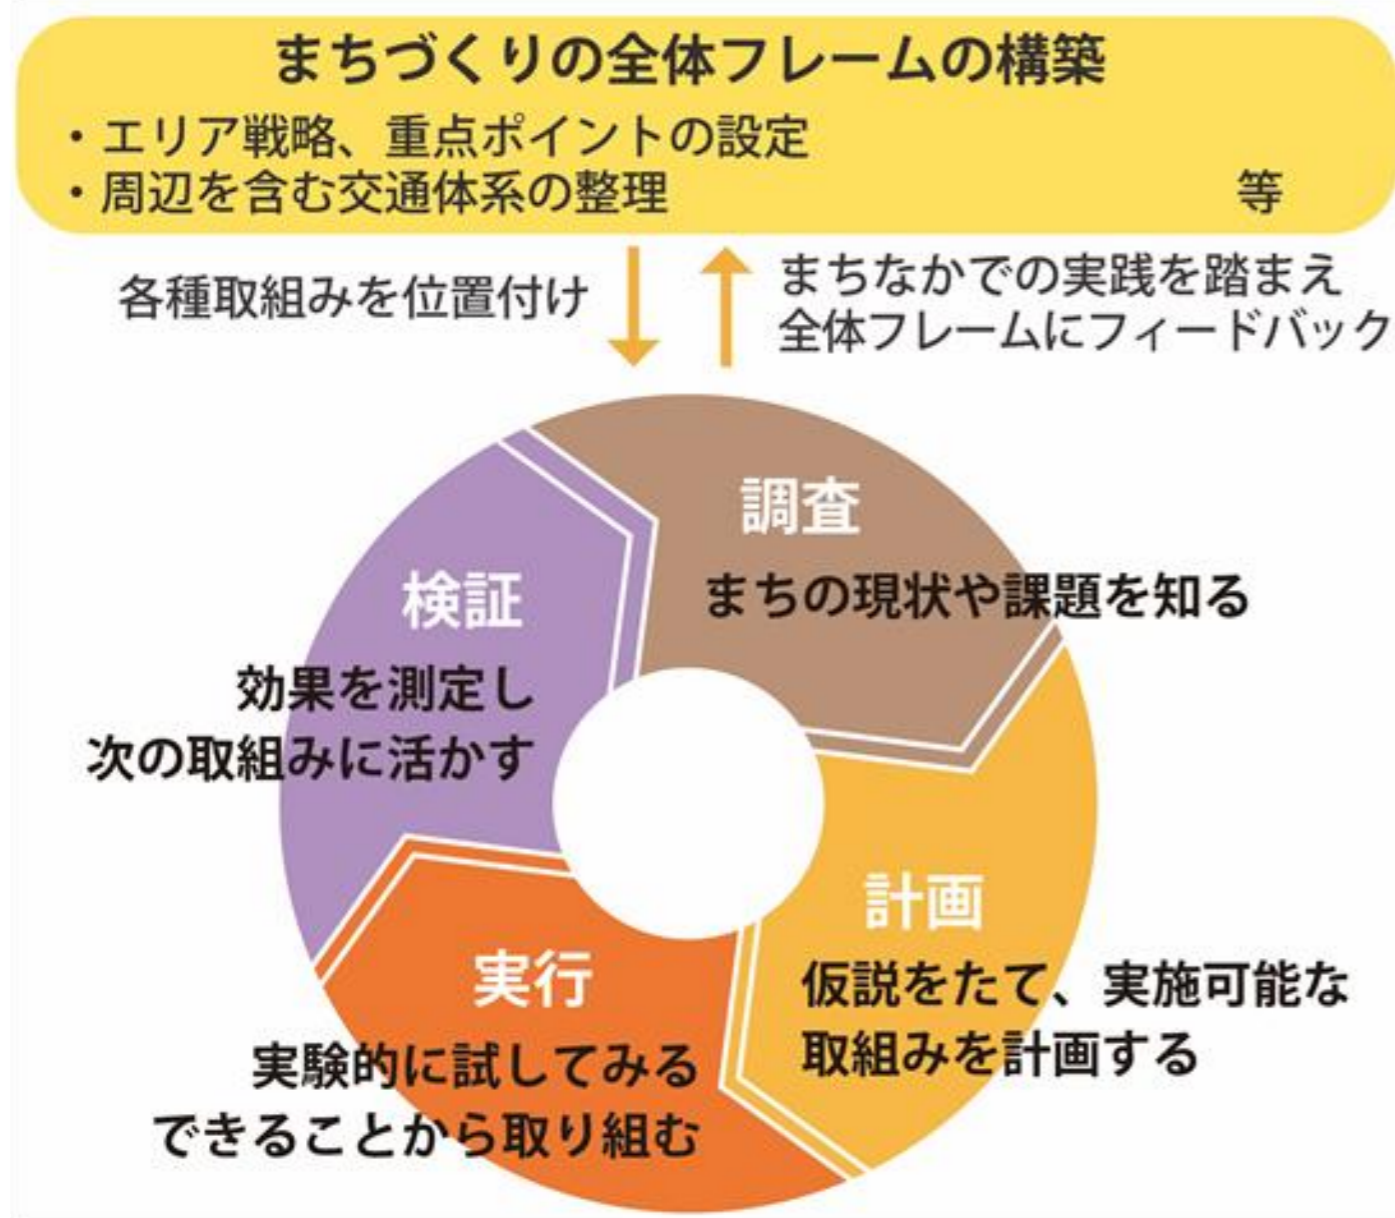 まちづくりの全体フレームの構築
・エリア戦略、重点ポイントの設定
・周辺を含む交通体系の整理 等
各種取組みを位置付け
まちなかでの実践を踏まえ
全体フレームにフィードバック
調査
まちの現状や課題を知る
計画
仮説をたて、実施可能な
取組みを計画する
実行
実験的に試してみる
できることから取り組む
検証
効果を測定し
次の取組みに活かす